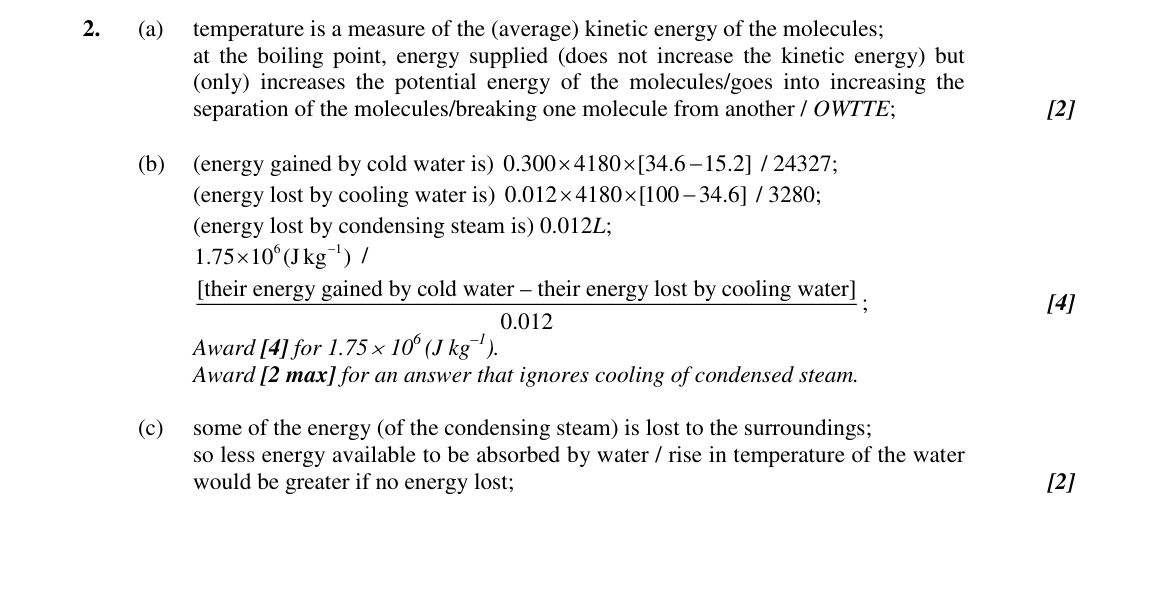 2. (a) temperature is a measure of the (average) kinetic energy of the molecules;
at the boiling point, energy supplied (does not increase the kinetic energy) but
(only) increases the potential energy of the molecules/goes into increasing the
separation of the molecules/breaking one molecule from another / OWTTE; [2]
(b) (energy gained by cold water is) 0.300×4180×[34.6−15.2] / 24327;
(energy lost by cooling water is) 0.012×4180×[100−34.6] / 3280;
(energy lost by condensing steam is) 0.012L;
1.75×10⁶(Jkg⁻¹) /
[their energy gained by cold water – their energy lost by cooling water] ; [4]
0.012
Award [4] for 1.75× 10⁶ (J kg⁻¹).
Award [2 max] for an answer that ignores cooling of condensed steam.
(c) some of the energy (of the condensing steam) is lost to the surroundings;
so less energy available to be absorbed by water / rise in temperature of the water
would be greater if no energy lost; [2]